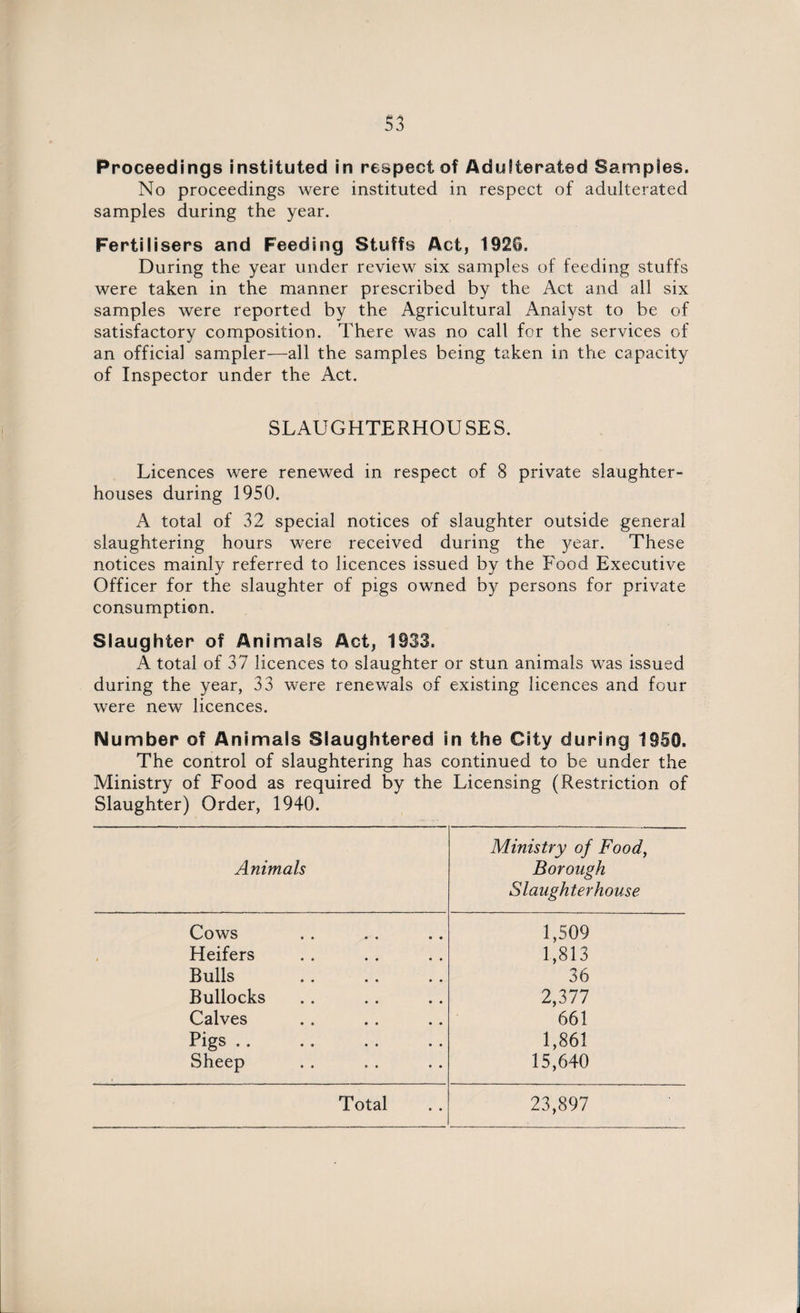 53
Proceedings instituted in respect of Adulterated Samples.
No proceedings were instituted in respect of adulterated
samples during the year.
Fertilisers and Feeding Stuffs Act, 1926.
During the year under review six samples of feeding stuffs
were taken in the manner prescribed by the Act and all six
samples were reported by the Agricultural Analyst to be of
satisfactory composition. There was no call for the services of
an official sampler—all the samples being taken in the capacity
of Inspector under the Act.
SLAUGHTERHOUSES.
Licences were renewed in respect of 8 private slaughter-
houses during 1950.
A total of 32 special notices of slaughter outside general
slaughtering hours were received during the year. These
notices mainly referred to licences issued by the Food Executive
Officer for the slaughter of pigs owned by persons for private
consumption.
Slaughter of Animals Act, 1933.
A total of 37 licences to slaughter or stun animals was issued
during the year, 33 were renewals of existing licences and four
were new licences.
Number of Animals Slaughtered in the City during 1950.
The control of slaughtering has continued to be under the
Ministry of Food as required by the Licensing (Restriction of
Slaughter) Order, 1940.
Animals
Ministry of Food,
Borough
Slaughterhouse
Cows .. .. .. 1,509
Heifers .. .. .. 1,813
Bulls .. .. .. 36
Bullocks .. .. .. 2,377
Calves .. .. .. 661
Pigs .. .. .. .. 1,861
Sheep .. .. .. 15,640
Total .. 23,897